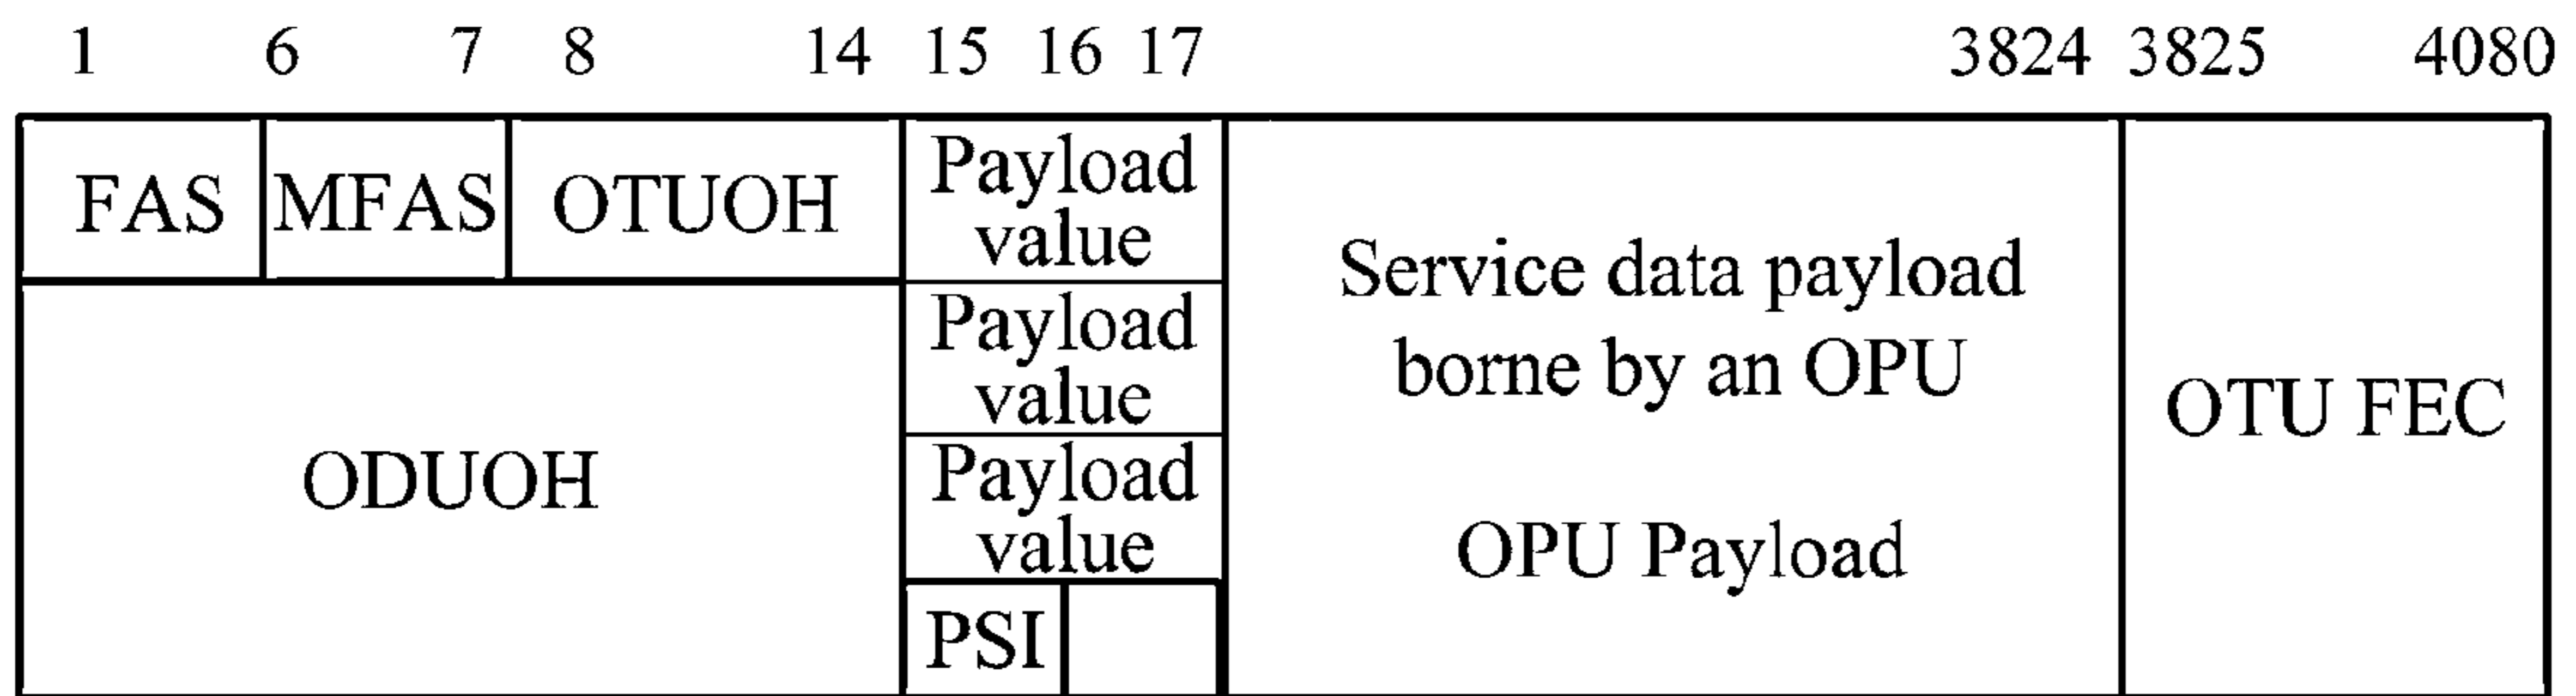 1 6 7 8 14 15 16 17 3824 3825 4080
FAS MFAS OTUOH
Payload
value
Payload
value
Payload
value
PSI
ODUOH
Service data payload
borne by an OPU
OPU Payload
OTU FEC